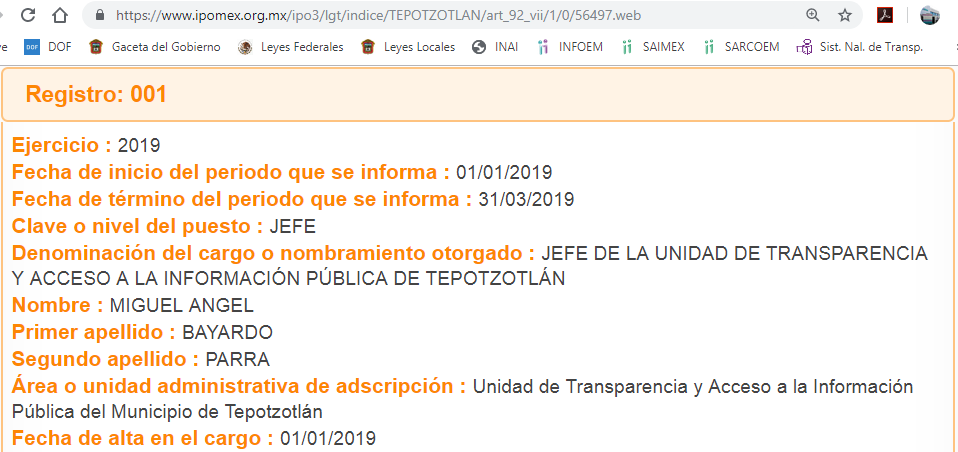 https://www.ipomex.org.mx/ipo3/lgt/indice/TEPOTZOTLAN/art_92_vii/1/0/56497.web
ve DOF DOF Gaceta del Gobierno Leyes Federales Leyes Locales INAI INFOEM SAIMEX SARCOEM Sist. Nal. de Transp.
Registro: 001
Ejercicio : 2019
Fecha de inicio del periodo que se informa : 01/01/2019
Fecha de término del periodo que se informa : 31/03/2019
Clave o nivel del puesto : JEFE
Denominación del cargo o nombramiento otorgado : JEFE DE LA UNIDAD DE TRANSPARENCIA
Y ACCESO A LA INFORMACIÓN PÚBLICA DE TEPOTZOTLÁN
Nombre : MIGUEL ANGEL
Primer apellido : BAYARDO
Segundo apellido : PARRA
Área o unidad administrativa de adscripción : Unidad de Transparencia y Acceso a la Información
Pública del Municipio de Tepotzotlán
Fecha de alta en el cargo : 01/01/2019